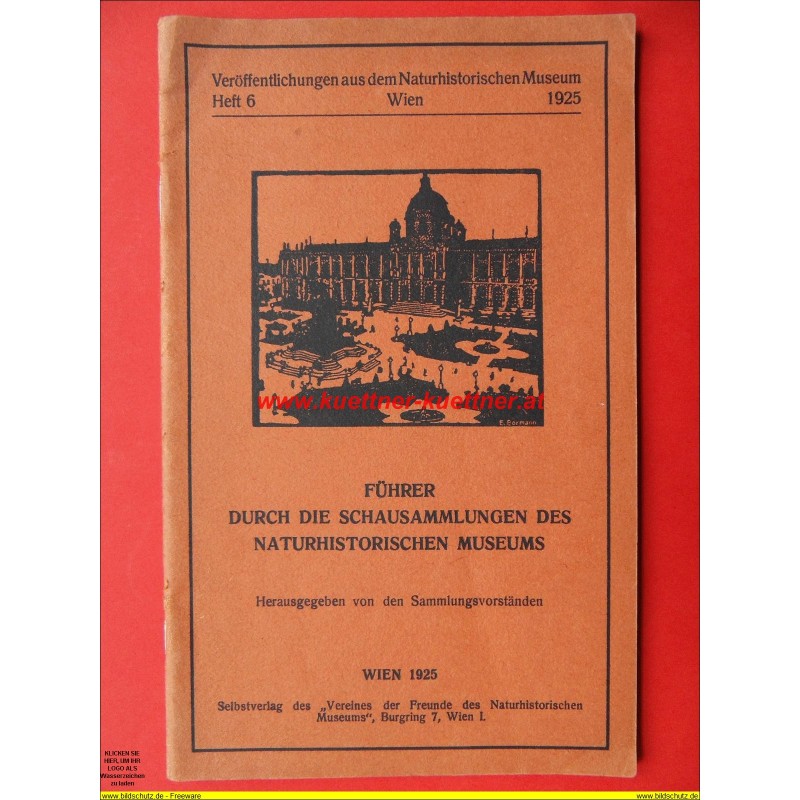 Veröffentlichungen aus dem Naturhistorischen Museum
Heft 6 Wien 1925
www.kuettner-kuettner.at
E. Bormann
FÜHRER
DURCH DIE SCHAUSAMMLUNGEN DES
NATURHISTORISCHEN MUSEUMS
Herausgegeben von den Sammlungsvorständen
WIEN 1925
Selbstverlag des „Vereines der Freunde des Naturhistorischen
Museums“, Burgring 7, Wien I.
KLICKEN SIE
HIER, UM IHR
LOGO ALS
Wasserzeichen
zu laden
www.bildschutz.de - Freeware www.bildschutz.de